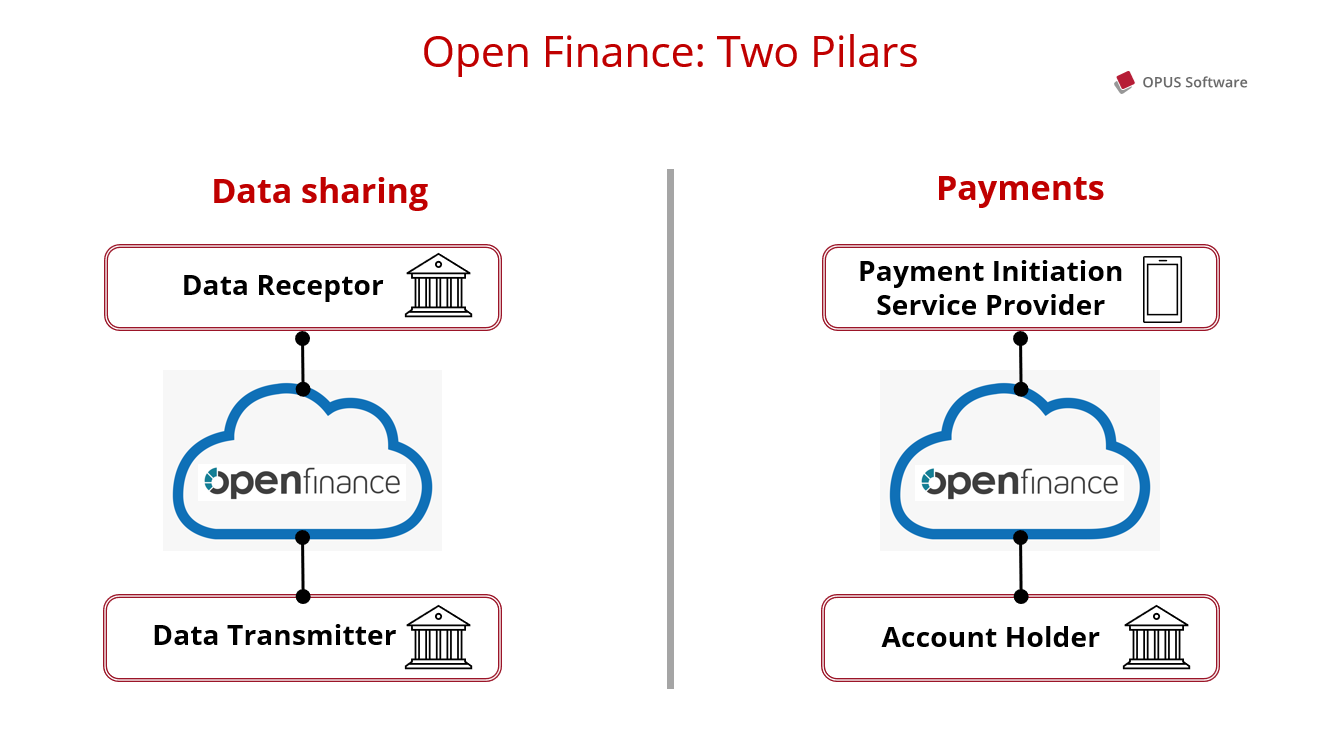 Open Finance: Two Pilars
OPUS Software
Data sharing
Data Receptor
openfinance
Data Transmitter
Payments
Payment Initiation
Service Provider
openfinance
Account Holder